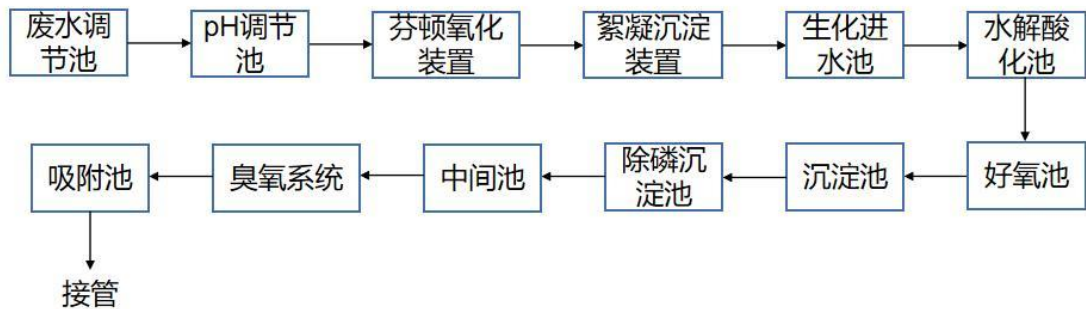 废水调
节池
pH调节
池
芬顿氧化
装置
絮凝沉淀
装置
生化进
水池
水解酸
化池
好氧池
沉淀池
除磷沉
淀池
中间池
臭氧系统
吸附池
接管